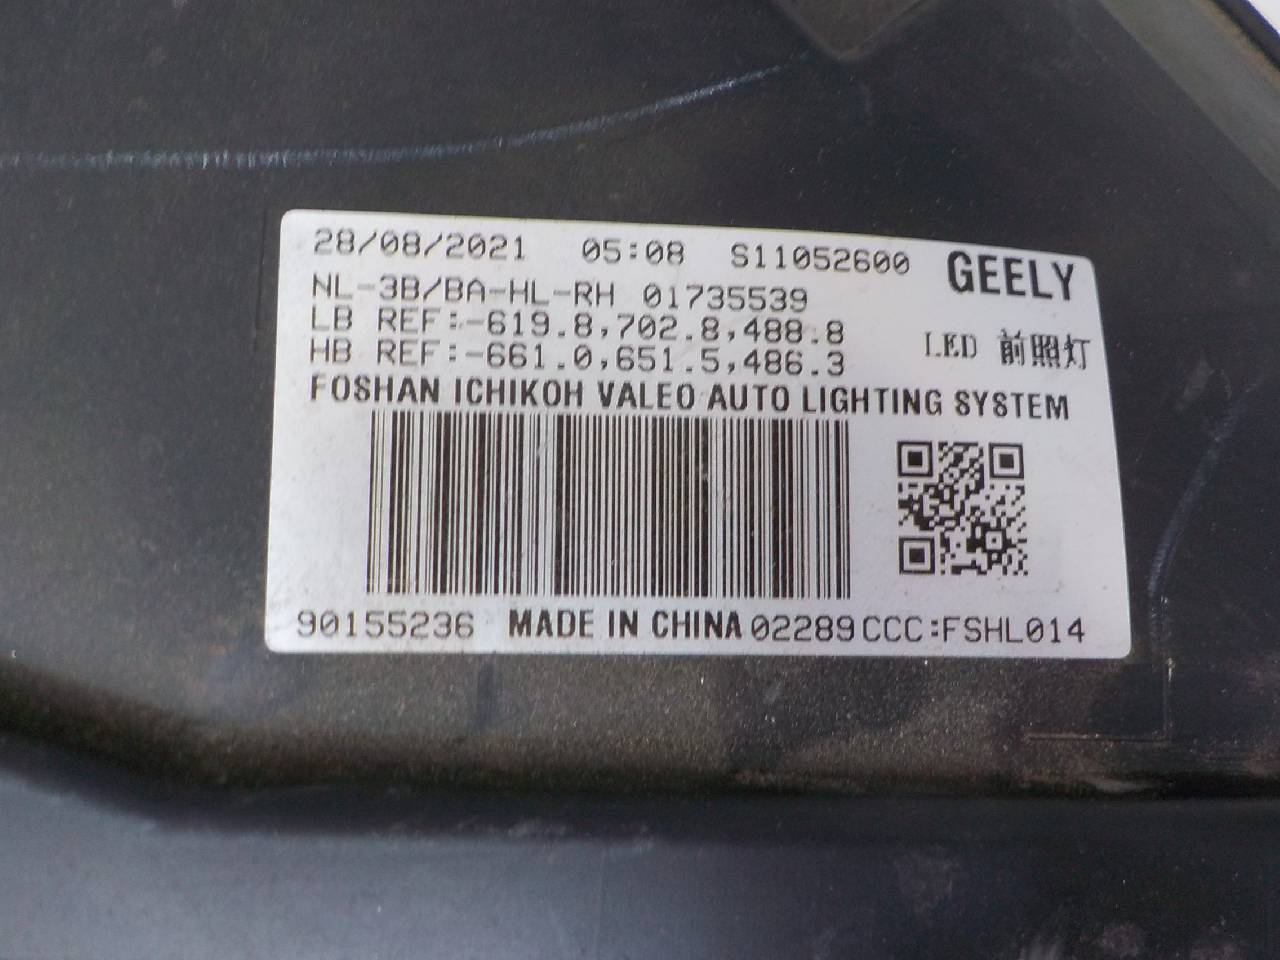 28/08/2021 05:08 S11052600 GEELY
NL-3B/BA-HL-RH 01735539
LB REF:-619.8,702.8,488.8
LED 前照灯
HB REF:-661.0,651.5,486.3
FOSHAN ICHIKOH VALEO AUTO LIGHTING SYSTEM
90155236 MADE IN CHINA 02289 CCC:FSHL014